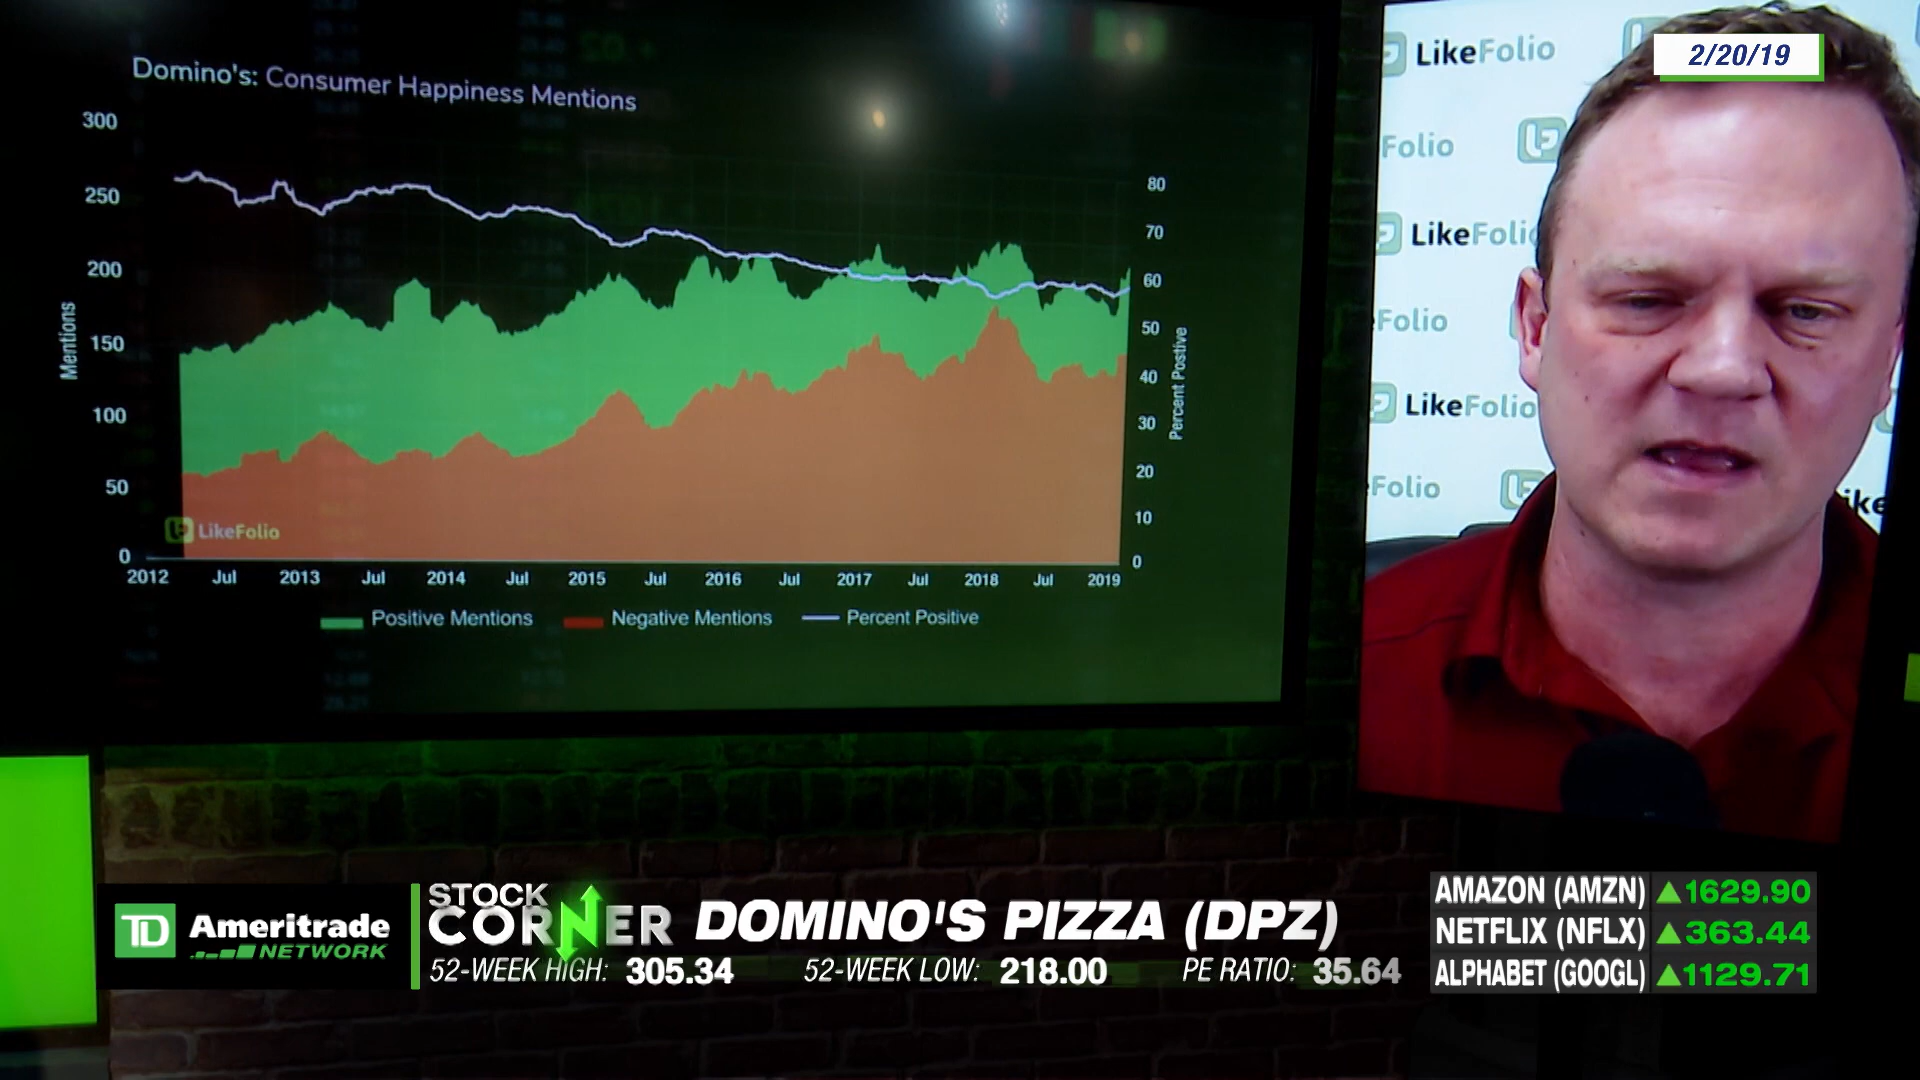 Domino's: Consumer Happiness Mentions
300
250
200
150
100
50
0
Mentions
80
70
60
50
40
30
20
10
0
Percent Postive
LikeFolio
2012 Jul 2013 Jul 2014 Jul 2015 Jul 2016 Jul 2017 Jul 2018 Jul 2019
Positive Mentions Negative Mentions Percent Positive
2/20/19
LikeFolio
Folio
LikeFoli
Folio
LikeFolio
Folio
ike
TD Ameritrade
NETWORK
STOCK
CORNER
DOMINO'S PIZZA (DPZ)
52-WEEK HIGH: 305.34 52-WEEK LOW: 218.00 PE RATIO: 35.64
AMAZON (AMZN) ▲1629.90
NETFLIX (NFLX) ▲363.44
ALPHABET (GOOGL) ▲1129.71